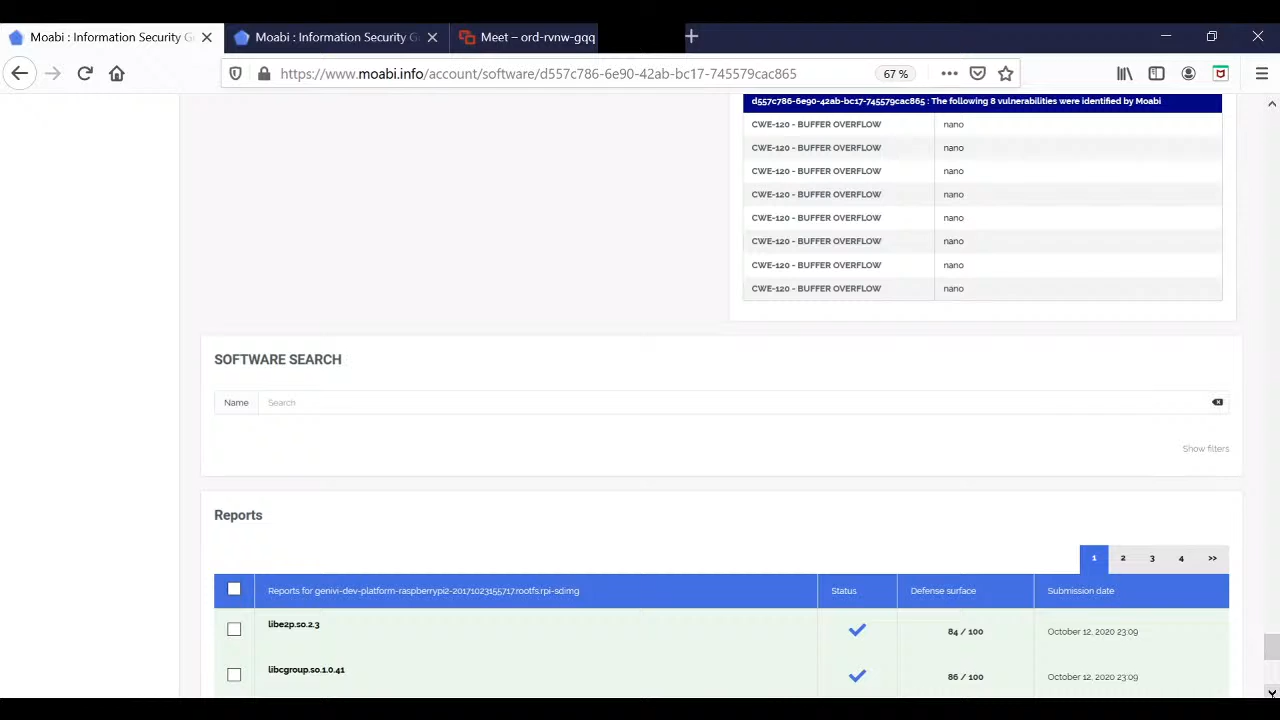 Moabi : Information Security G
Moabi : Information Security G
Meet – ord-rvnw-gqq
https://www.moabi.info/account/software/d557c786-6e90-42ab-bc17-745579cac865
67 %
d557c786-6e90-42ab-bc17-745579cac865 : The following 8 vulnerabilities were identified by Moabi
CWE-120 - BUFFER OVERFLOW nano
CWE-120 - BUFFER OVERFLOW nano
CWE-120 - BUFFER OVERFLOW nano
CWE-120 - BUFFER OVERFLOW nano
CWE-120 - BUFFER OVERFLOW nano
CWE-120 - BUFFER OVERFLOW nano
CWE-120 - BUFFER OVERFLOW nano
CWE-120 - BUFFER OVERFLOW nano
SOFTWARE SEARCH
Name Search
Show filters
Reports
1 2 3 4 >>
Reports for genivi-dev-platform-raspberrypi2-20171023155717.rootfs.rpi-sdimg Status Defense surface Submission date
libe2p.so.2.3 84 / 100 October 12, 2020 23:09
libcgroup.so.1.0.41 86 / 100 October 12, 2020 23:09